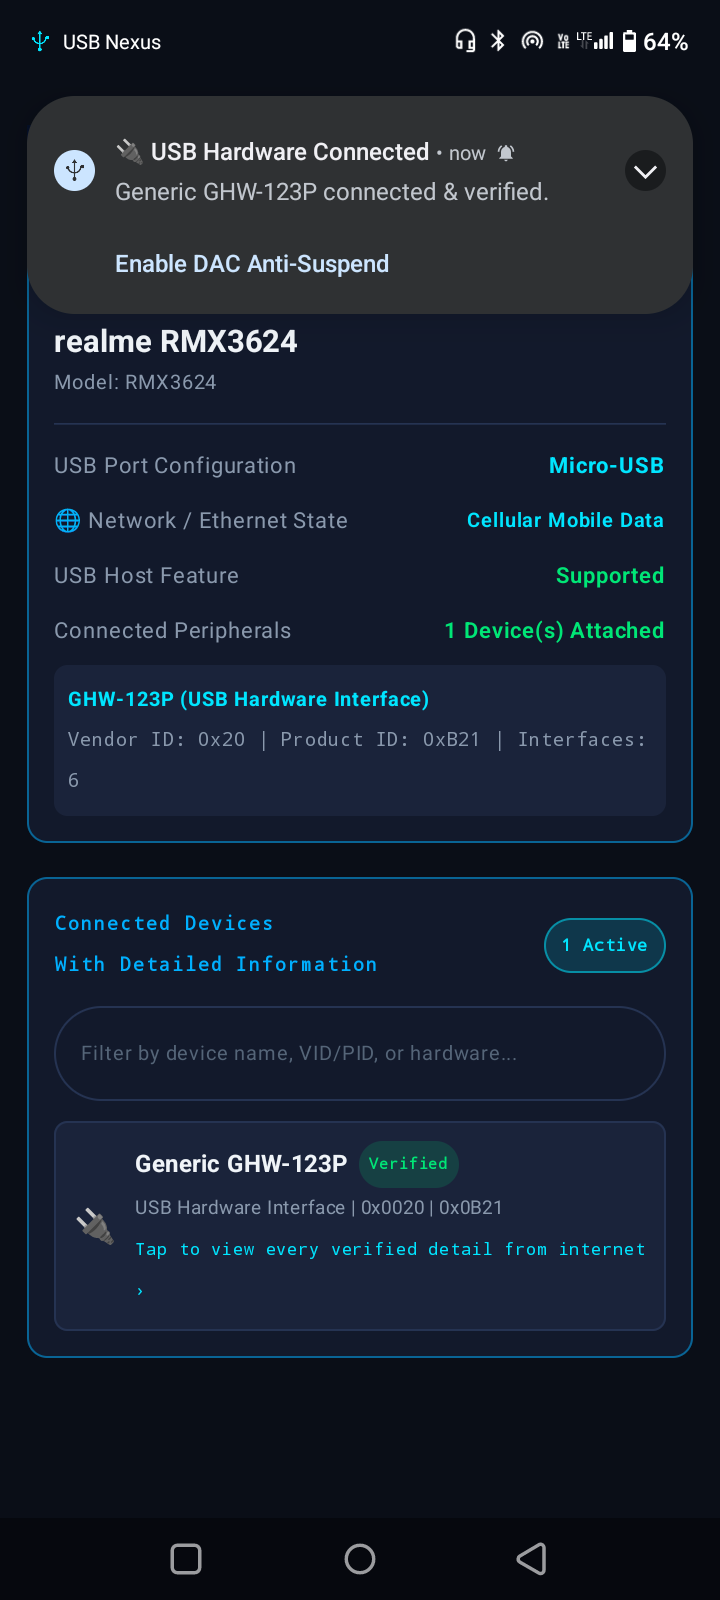 USB Nexus
Vo LTE LTE 64%
USB Hardware Connected • now
Generic GHW-123P connected & verified.
Enable DAC Anti-Suspend
realme RMX3624
Model: RMX3624
USB Port Configuration Micro-USB
Network / Ethernet State Cellular Mobile Data
USB Host Feature Supported
Connected Peripherals 1 Device(s) Attached
GHW-123P (USB Hardware Interface)
Vendor ID: 0x20 | Product ID: 0xB21 | Interfaces:
6
Connected Devices
With Detailed Information
1 Active
Filter by device name, VID/PID, or hardware...
Generic GHW-123P Verified
USB Hardware Interface | 0x0020 | 0x0B21
Tap to view every verified detail from internet
›